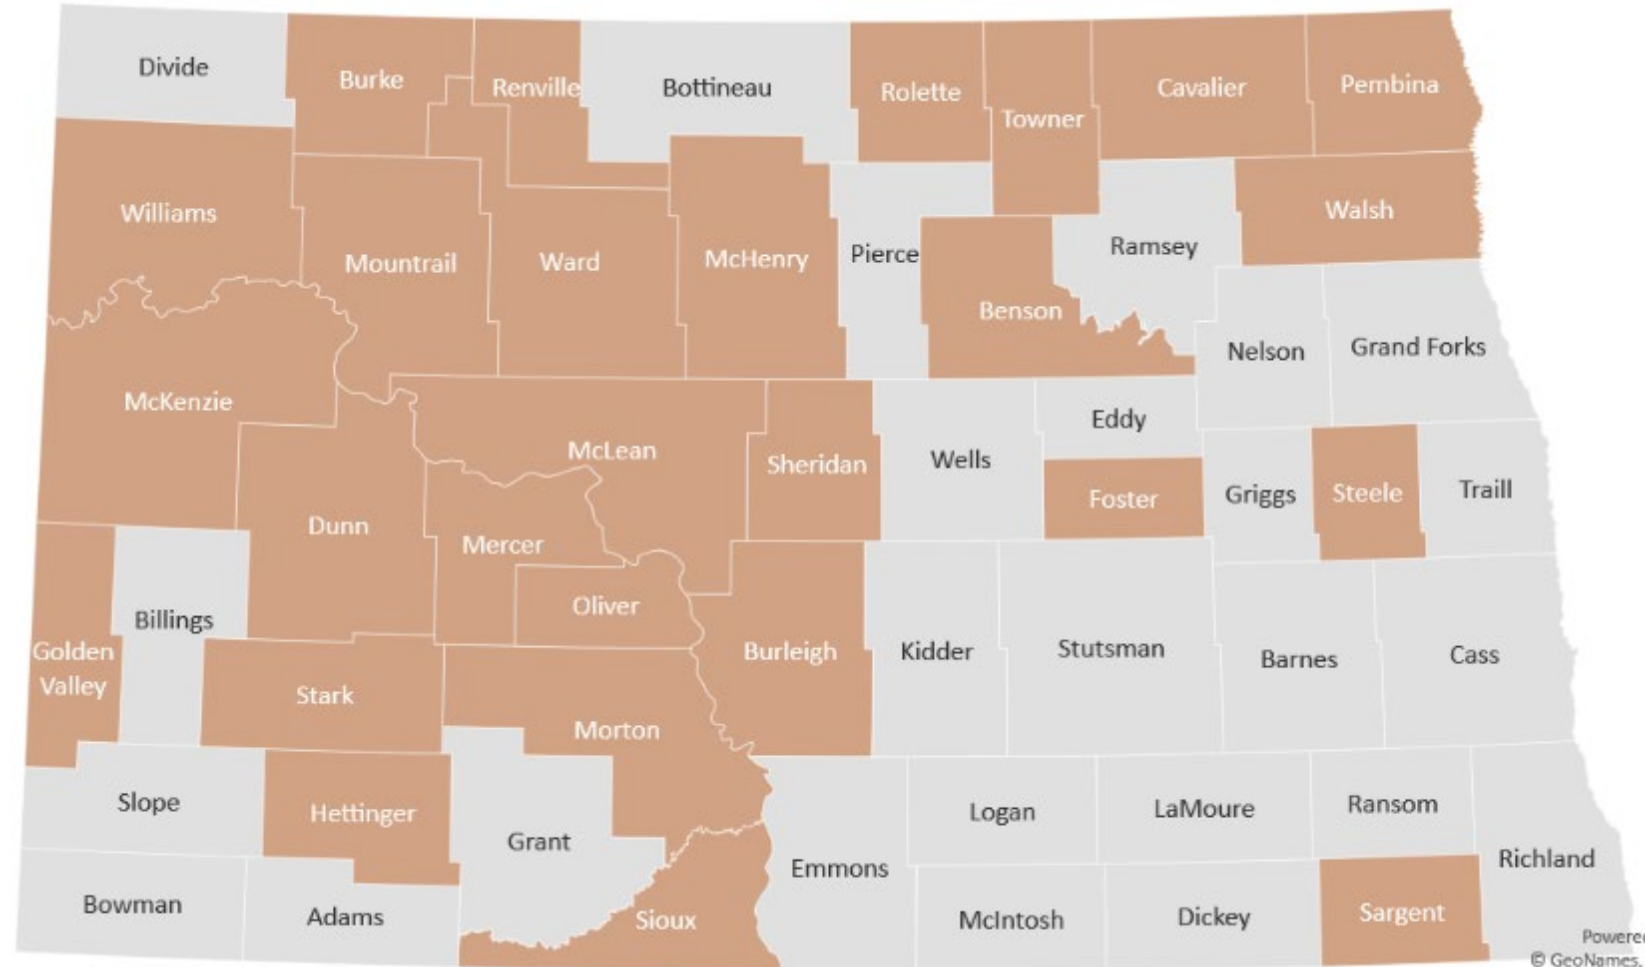 Divide
Burke
Renville
Bottineau
Rolette
Towner
Cavalier
Pembina
Williams
Mountrail
Ward
McHenry
Pierce
Benson
Ramsey
Walsh
Nelson
Grand Forks
McKenzie
Dunn
McLean
Mercer
Oliver
Sheridan
Wells
Eddy
Foster
Griggs
Steele
Traill
Golden
Valley
Billings
Stark
Morton
Burleigh
Kidder
Stutsman
Barnes
Cass
Slope
Hettinger
Grant
Bowman
Adams
Sioux
Emmons
Logan
LaMoure
Ransom
Richland
McIntosh
Dickey
Sargent
Powered
© GeoNames,